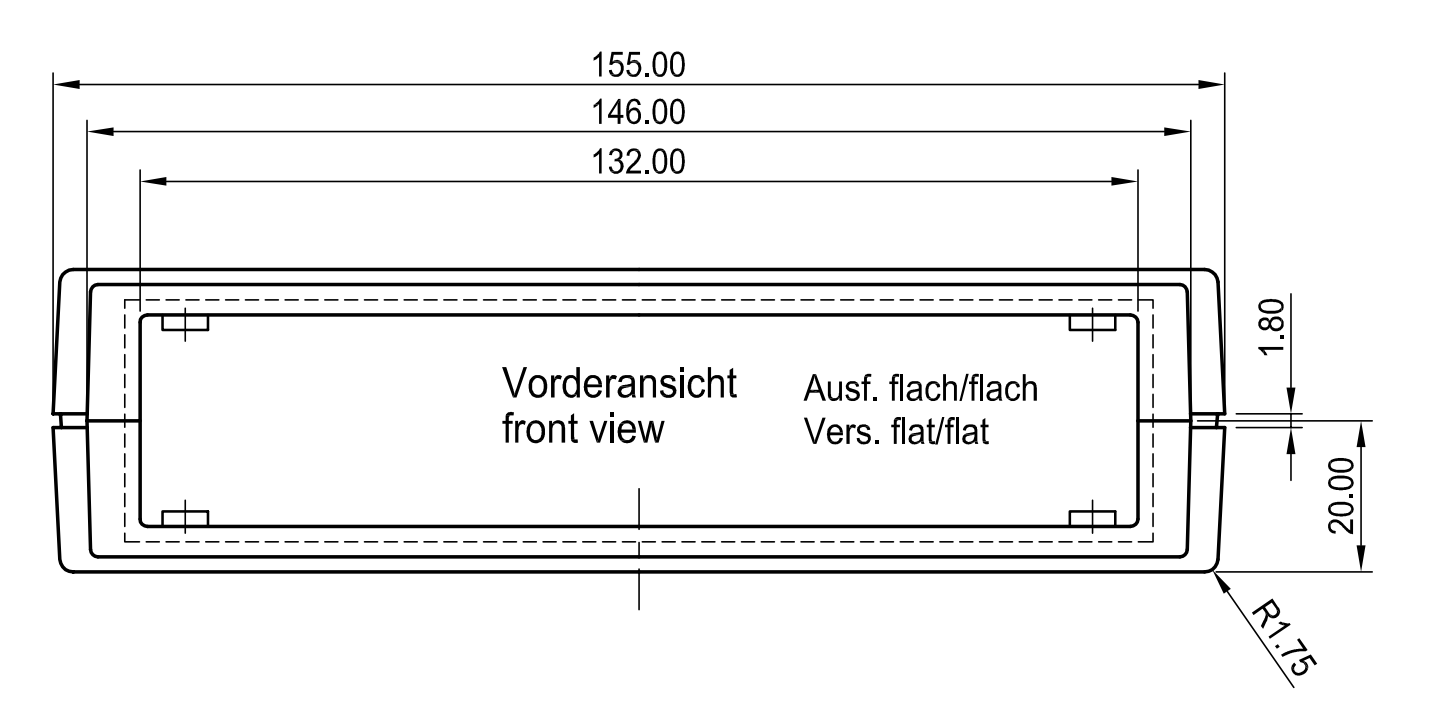 155.00
146.00
132.00
1.80
Vorderansicht
front view
Ausf. flach/flach
Vers. flat/flat
20.00
R1.75